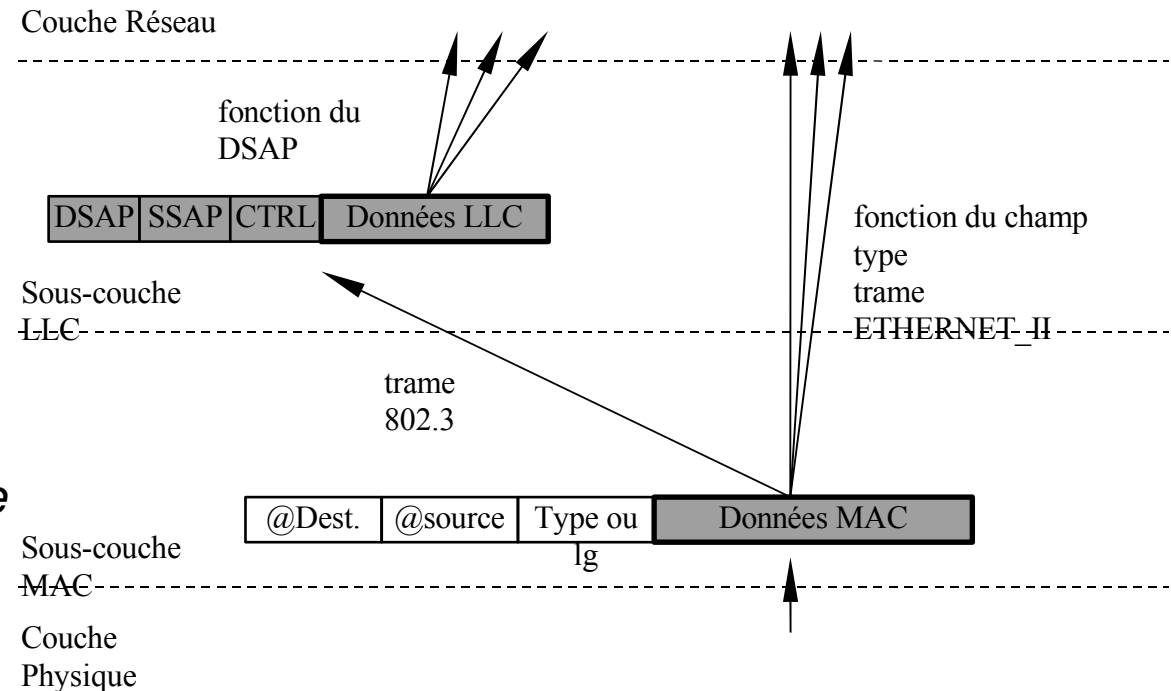 Couche Réseau
fonction du
DSAP
DSAP SSAP CTRL Données LLC
fonction du champ
type
trame
ETHERNET_II
Sous-couche
LLC
trame
802.3
e
@Dest. @source Type ou lg Données MAC
Sous-couche
MAC
Couche
Physique